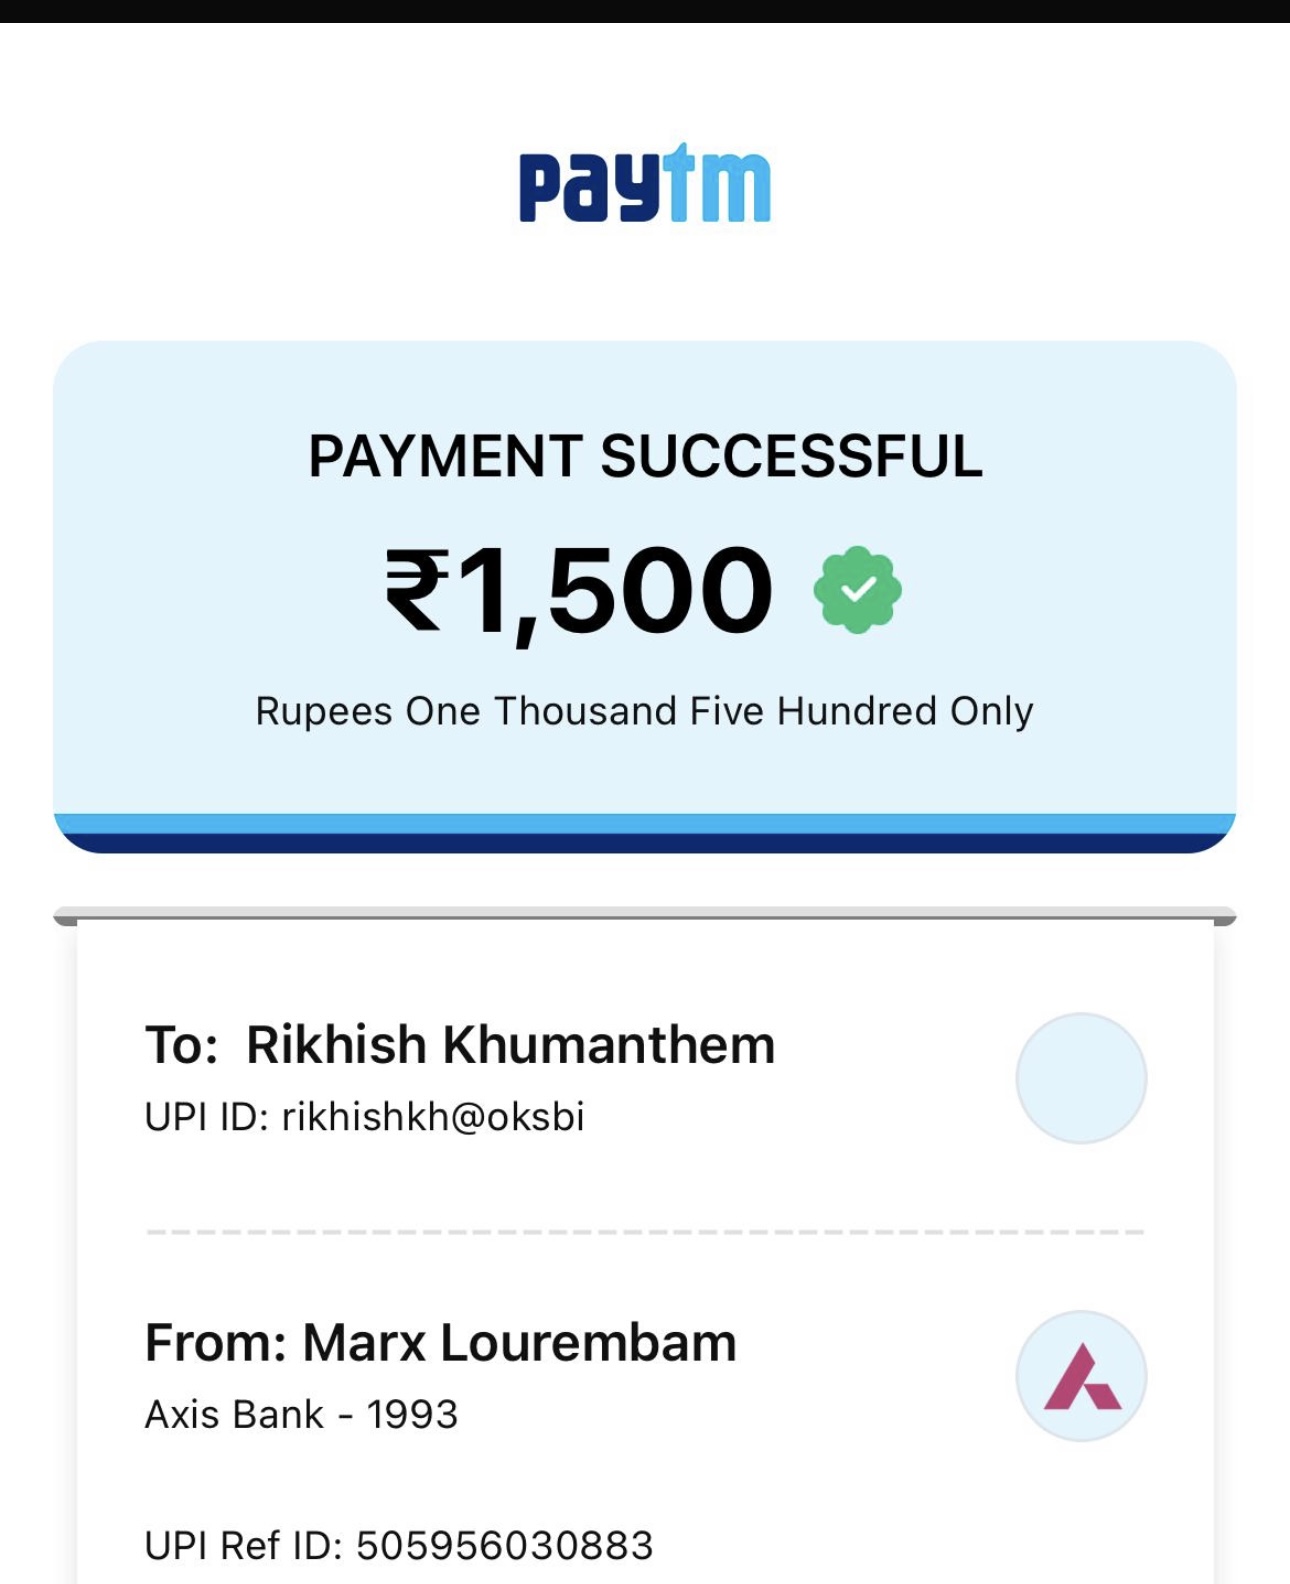 paytm
PAYMENT SUCCESSFUL
₹1,500
Rupees One Thousand Five Hundred Only
To: Rikhish Khumanthem
UPI ID: rikhishkh@oksbi
From: Marx Lourembam
Axis Bank - 1993
UPI Ref ID: 505956030883